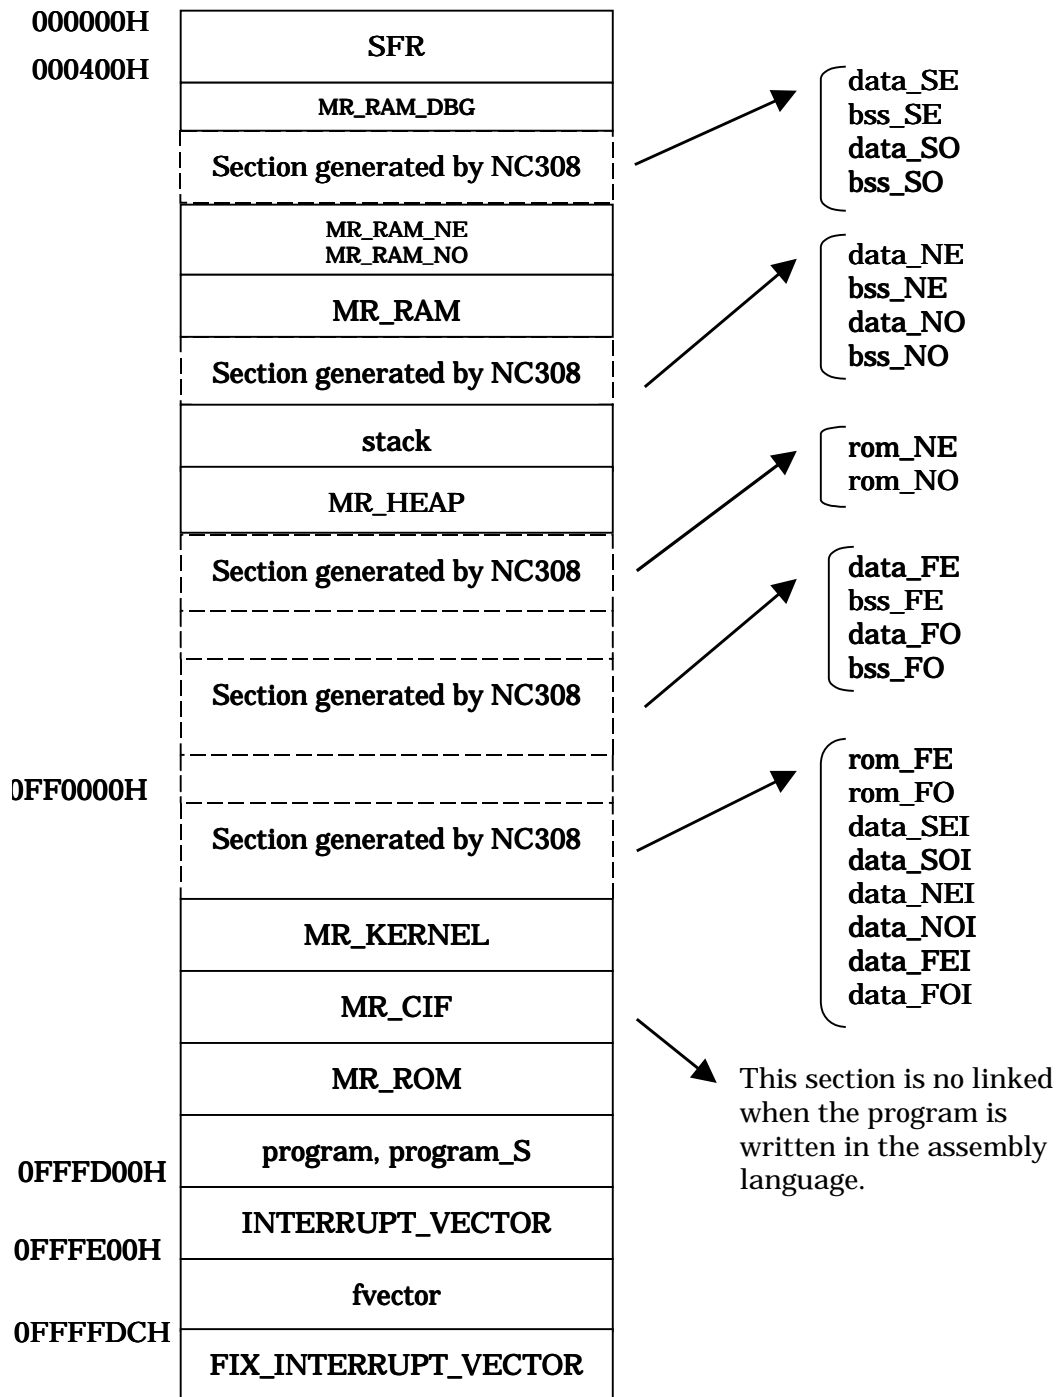 000000H
SFR
000400H
MR_RAM_DBG
Section generated by NC308
data_SE
bss_SE
data_SO
bss_SO
MR_RAM_NE
MR_RAM_NO
MR_RAM
Section generated by NC308
data_NE
bss_NE
data_NO
bss_NO
stack
MR_HEAP
rom_NE
rom_NO
Section generated by NC308
Section generated by NC308
data_FE
bss_FE
data_FO
bss_FO
0FF0000H
Section generated by NC308
rom_FE
rom_FO
data_SEI
data_SOI
data_NEI
data_NOI
data_FEI
data_FOI
MR_KERNEL
MR_CIF
This section is no linked
when the program is
written in the assembly
language.
MR_ROM
program, program_S
0FFFD00H
INTERRUPT_VECTOR
0FFFE00H
fvector
0FFFFDCH
FIX_INTERRUPT_VECTOR